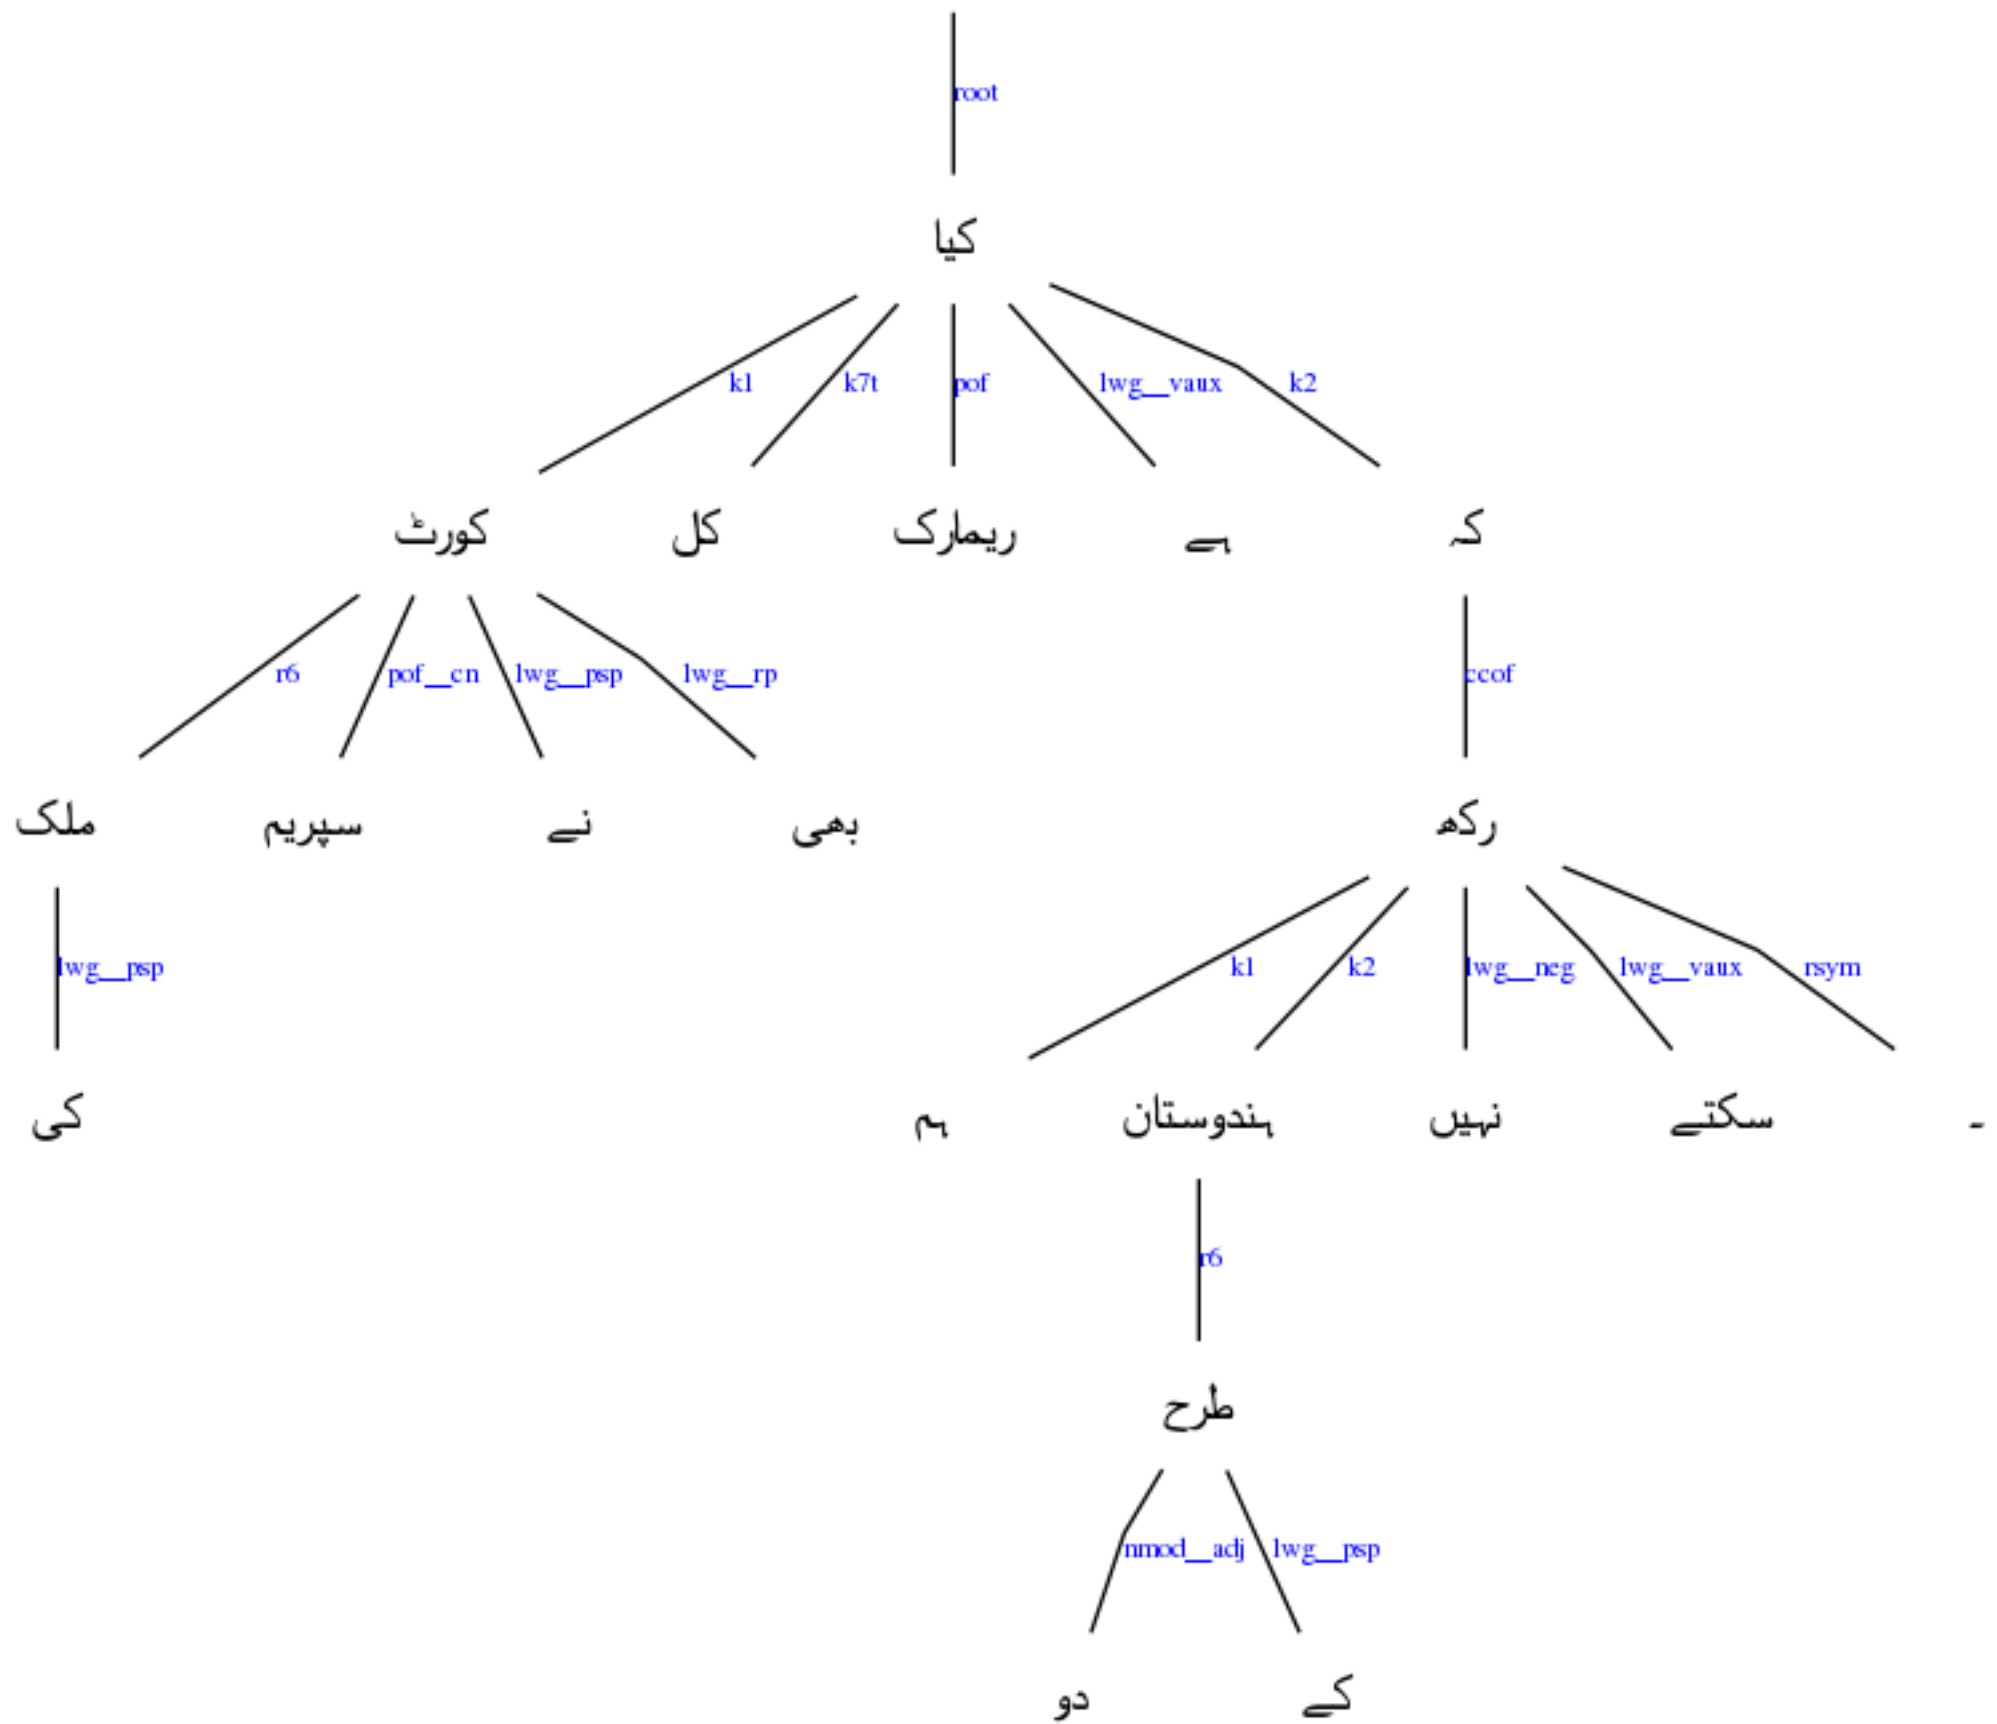 root
کیا
k1 k7t pof lwg__vaux k2
کورٹ کل ریمارک ہے کہ
r6 pof__cn lwg__psp lwg__rp ccof
ملک سپریم نے بھی رکھ
lwg__psp k1 k2 lwg__neg lwg__vaux rsym
کی ہم ہندوستان نہیں سکتے ۔
r6
طرح
nmod__adj lwg__psp
دو کے